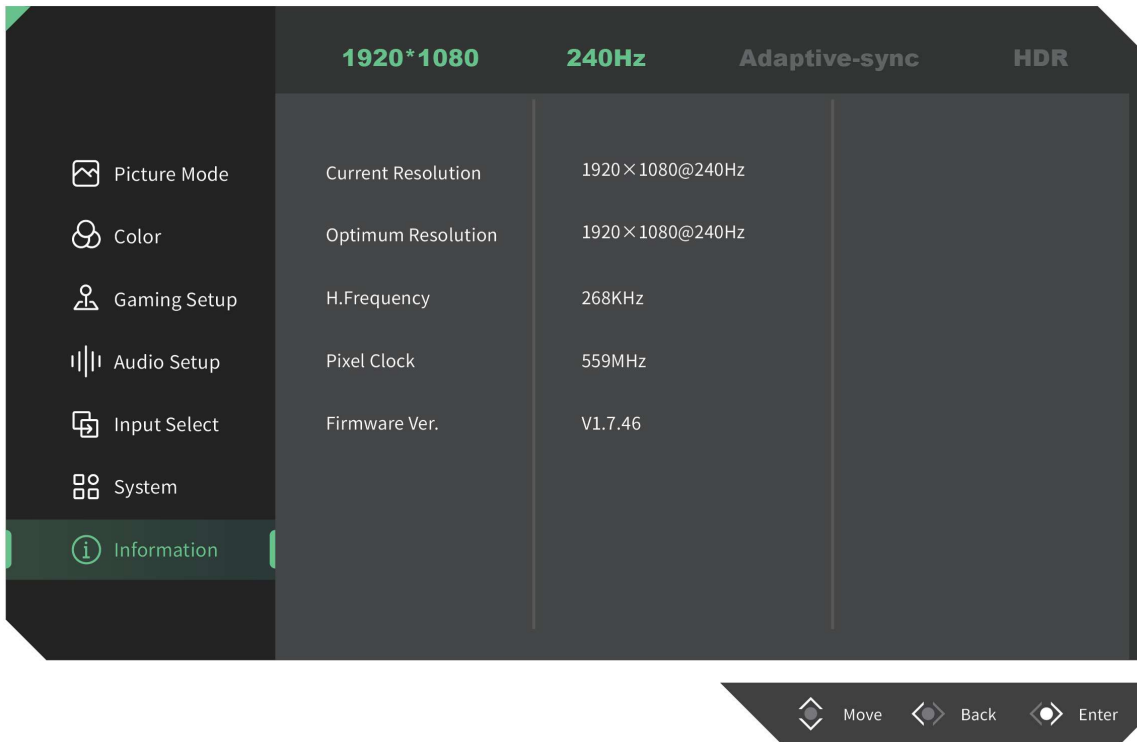 1920*1080 240Hz Adaptive-sync HDR
Picture Mode
Color
Gaming Setup
Audio Setup
Input Select
System
Information
Current Resolution 1920×1080@240Hz
Optimum Resolution 1920×1080@240Hz
H.Frequency 268KHz
Pixel Clock 559MHz
Firmware Ver. V1.7.46
Move Back Enter